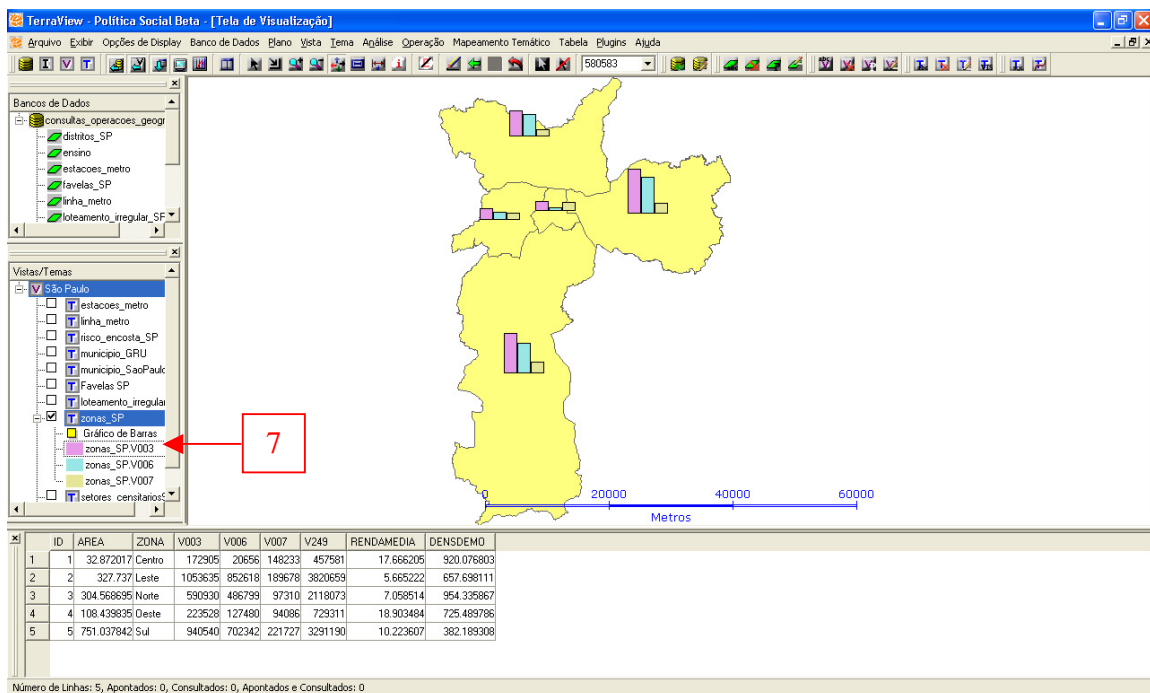 TerraView - Política Social Beta - [Tela de Visualização]
Arquivo Exibir Opções de Display Banco de Dados Plano Vista Tema Análise Operação Mapeamento Temático Tabela Plugins Ajuda
580583
Bancos de Dados
consultas_operacoes_geogr
distritos_SP
ensino
estacoes_metro
favelas_SP
linha_metro
loteamento_irregular_SF
Vistas/Temas
São Paulo
estacoes_metro
linha_metro
risco_encosta_SP
municipio_GRU
municipio_SaoPaulo
Favelas SP
loteamento_irregular
zonas_SP
Gráfico de Barras
zonas_SP.V003
zonas_SP.V006
zonas_SP.V007
setores_censitariosS
7
0 20000 40000 60000
Metros
ID AREA ZONA V003 V006 V007 V249 RENDAMEDIA DENSDEMO
1 1 32.872017 Centro 172905 20656 148233 457581 17.666205 920.076803
2 2 327.737 Leste 1053635 852618 189678 3820659 5.665222 657.698111
3 3 304.568695 Norte 590930 486799 97310 2118073 7.058514 954.335867
4 4 108.439835 Oeste 223528 127480 94086 729311 18.903484 725.489786
5 5 751.037842 Sul 940540 702342 221727 3291190 10.223607 382.189308
Número de Linhas: 5, Apontados: 0, Consultados: 0, Apontados e Consultados: 0